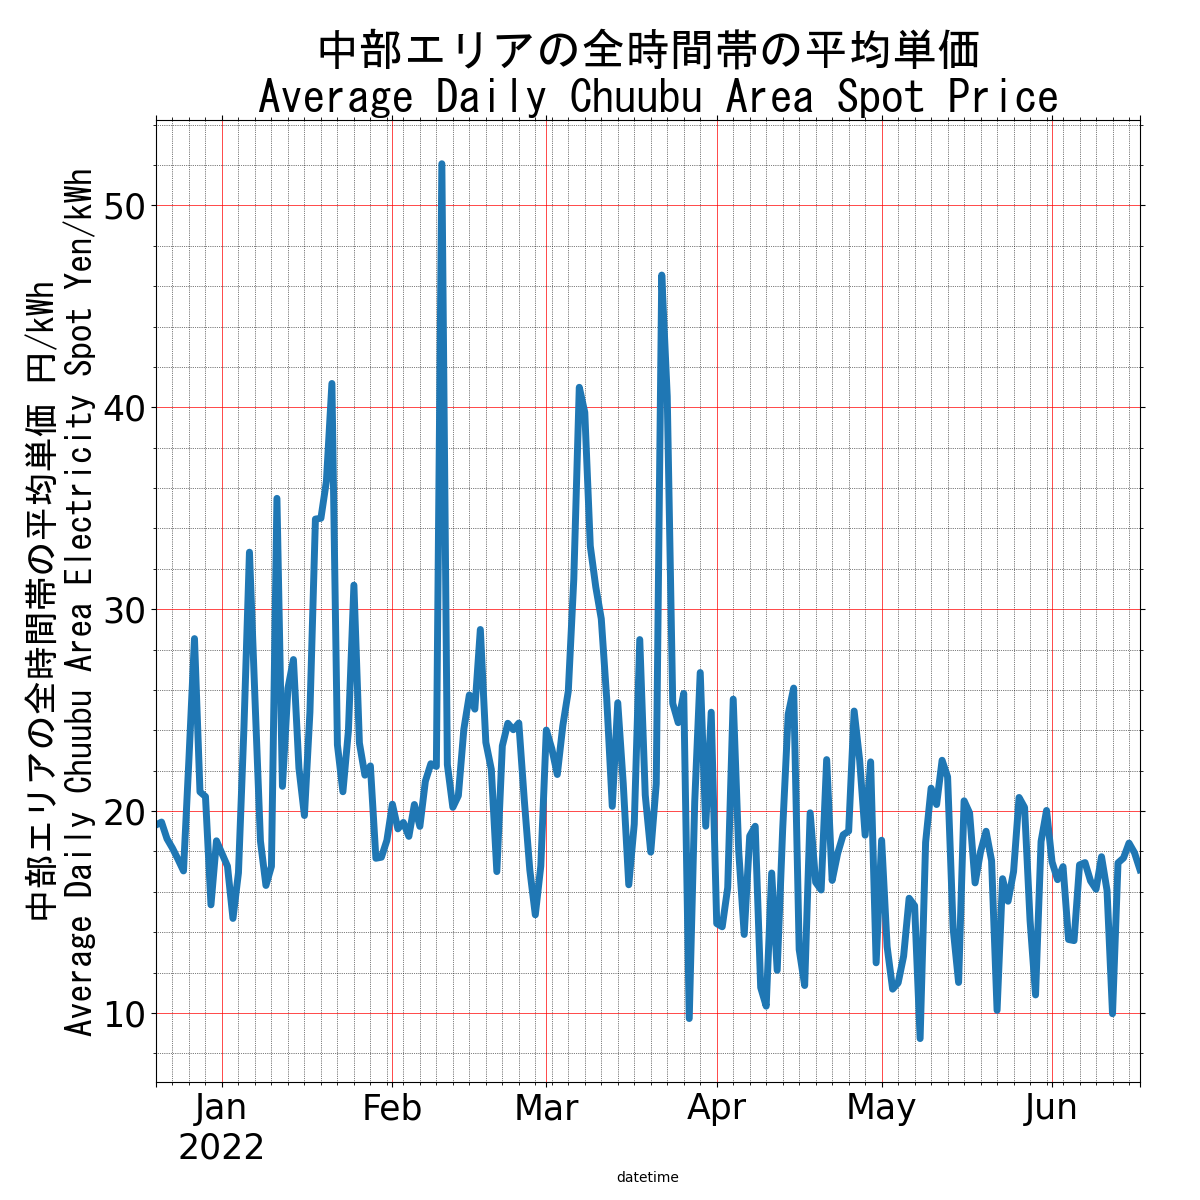 中部エリアの全時間帯の平均単価
Average Daily Chuubu Area Spot Price
中部エリアの全時間帯の平均単価 円/kWh
Average Daily Chuubu Area Electricity Spot Yen/kWh
50
40
30
20
10
Jan Feb Mar Apr May Jun
2022
datetime